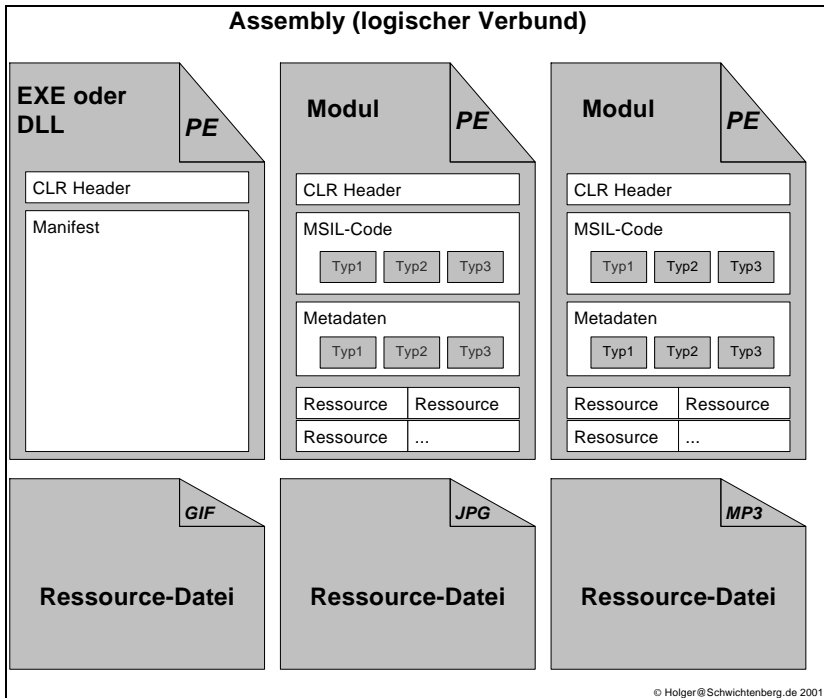 Assembly (logischer Verbund)
EXE oder
DLL
PE
CLR Header
Manifest
Modul
PE
CLR Header
MSIL-Code
Typ1 Typ2 Typ3
Metadaten
Typ1 Typ2 Typ3
Ressource Ressource
Ressource ...
Modul
PE
CLR Header
MSIL-Code
Typ1 Typ2 Typ3
Metadaten
Typ1 Typ2 Typ3
Ressource Ressource
Resosurce ...
GIF
Ressource-Datei
JPG
Ressource-Datei
MP3
Ressource-Datei
© Holger@Schwichtenberg.de 2001